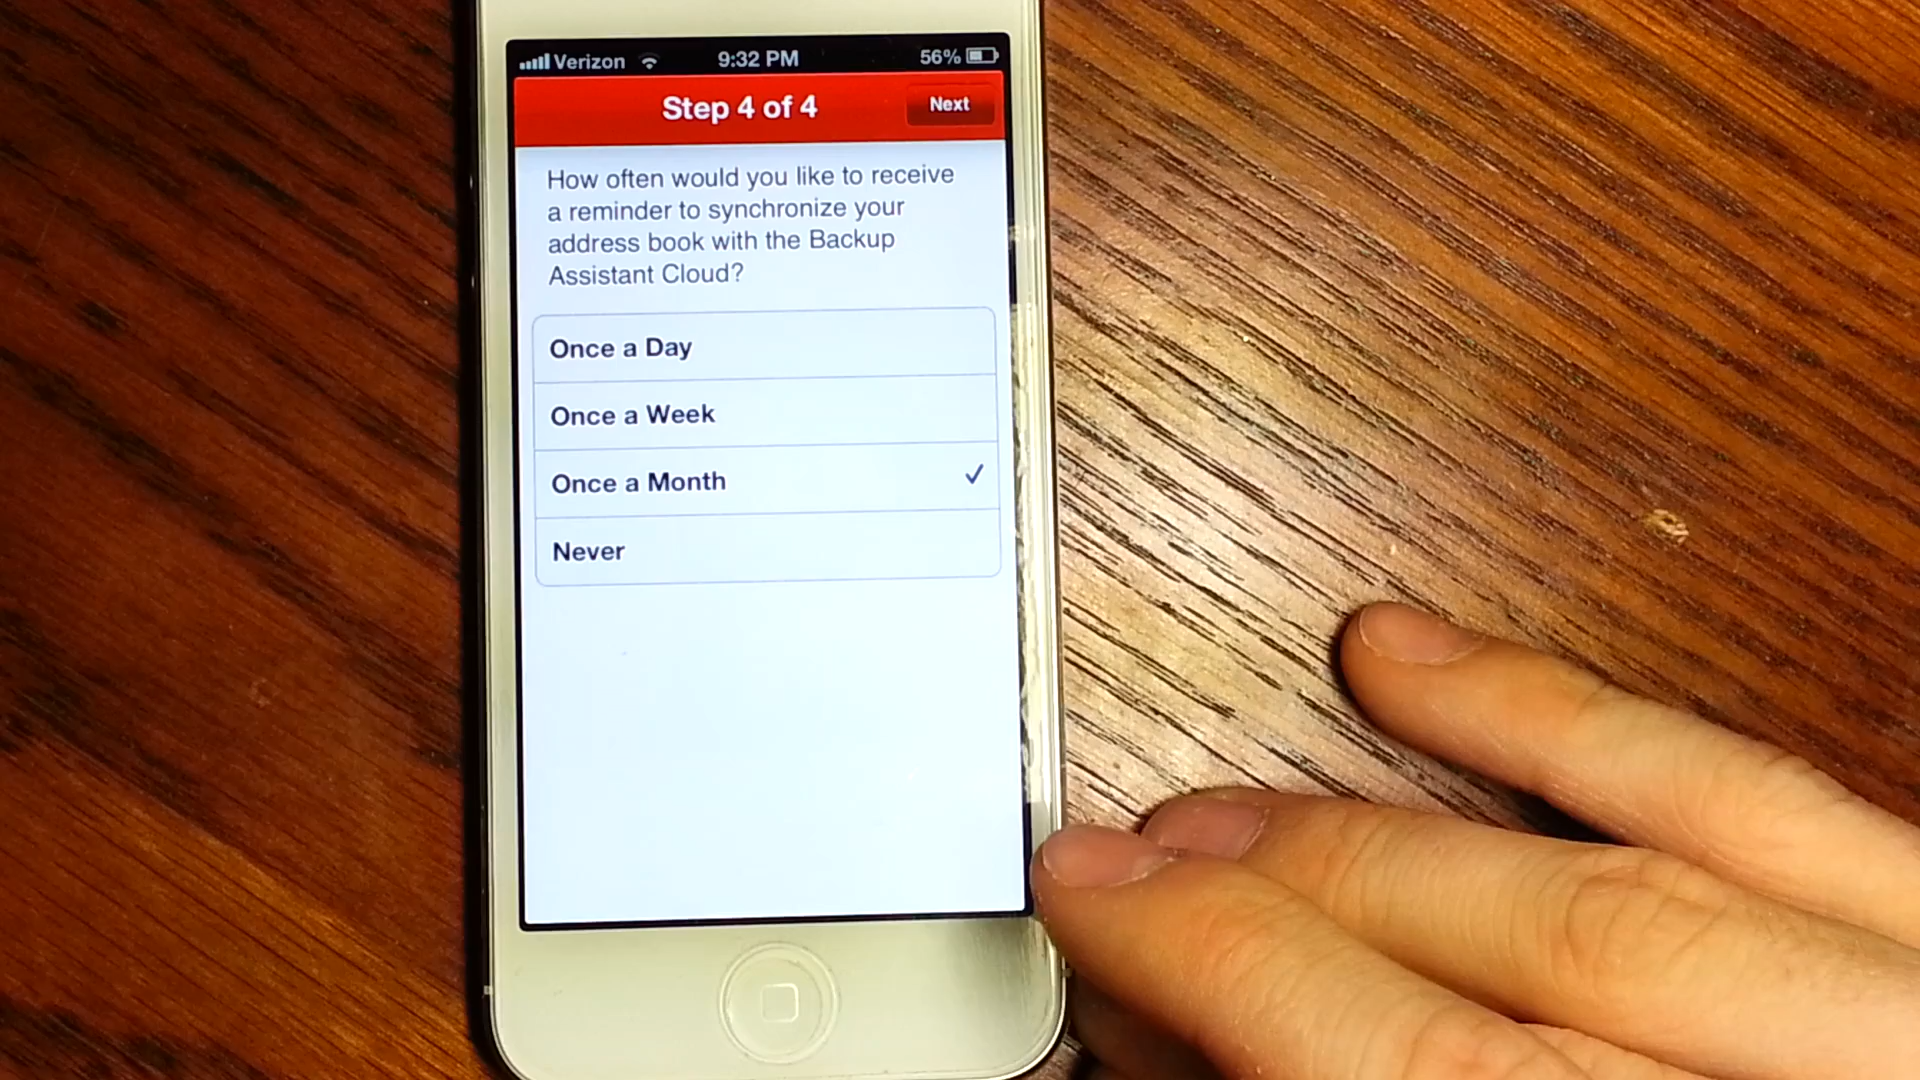 Verizon 9:32 PM 56%
Step 4 of 4 Next
How often would you like to receive
a reminder to synchronize your
address book with the Backup
Assistant Cloud?
Once a Day
Once a Week
Once a Month
Never